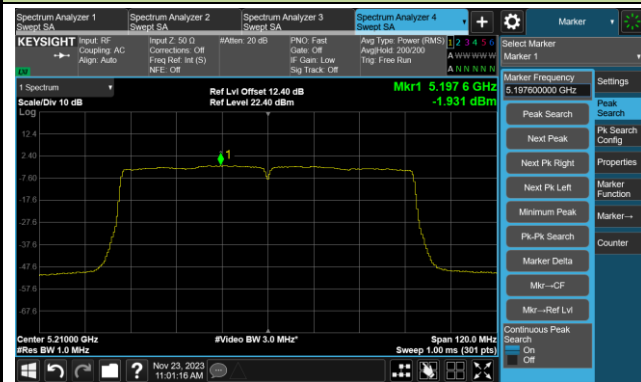 Spectrum Analyzer 1
Swept SA
Spectrum Analyzer 2
Swept SA
Spectrum Analyzer 3
Swept SA
Spectrum Analyzer 4
Swept SA
Marker
KEYSIGHT
Input: RF
Coupling: AC
Align: Auto
Input Z: 50 Ω
Corrections: Off
Freq Ref: Int (S)
NFE: Off
#Atten: 20 dB
PNO: Fast
Gate: Off
IF Gain: Low
Sig Track: Off
Avg Type: Power (RMS)
Avg|Hold: 200/200
Trig: Free Run
1 2 3 4 5 6
A W W W W W
A N N N N N
LXI
Select Marker
Marker 1
1 Spectrum
Scale/Div 10 dB
Log
Ref Lvl Offset 12.40 dB
Ref Level 22.40 dBm
Mkr1 5.197 6 GHz
-1.931 dBm
12.4
2.40
-7.60
-17.6
-27.6
-37.6
-47.6
-57.6
-67.6
1
Center 5.21000 GHz
#Res BW 1.0 MHz
#Video BW 3.0 MHz*
Span 120.0 MHz
Sweep 1.00 ms (301 pts)
Marker Frequency
5.197600000 GHz
Peak Search
Next Peak
Next Pk Right
Next Pk Left
Minimum Peak
Pk-Pk Search
Marker Delta
Mkr→CF
Mkr→Ref Lvl
Continuous Peak
Search
On
Off
Settings
Peak
Search
Pk Search
Config
Properties
Marker
Function
Marker→
Counter
Nov 23, 2023
11:01:16 AM